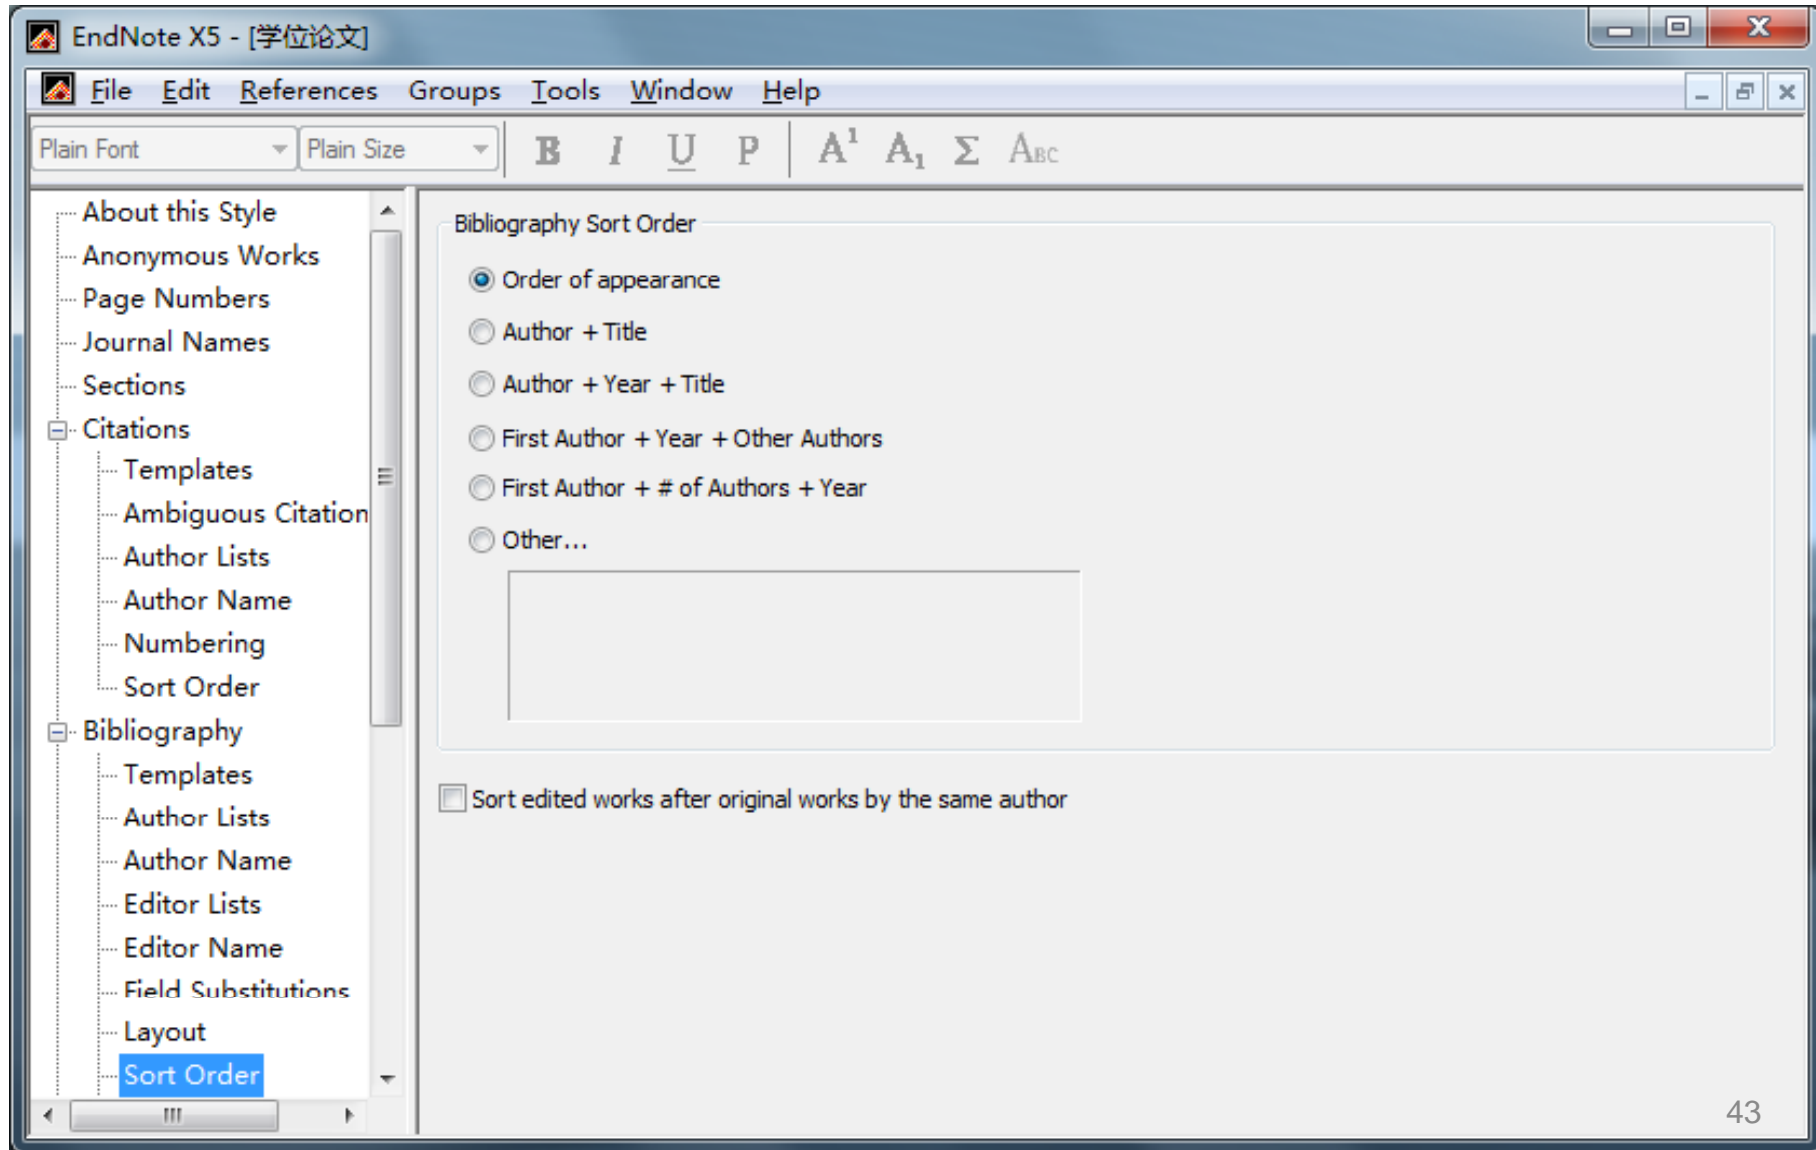 EndNote X5 - [学位论文]
File Edit References Groups Tools Window Help
Plain Font Plain Size B I U P A1 A1 Σ ABC
About this Style
Anonymous Works
Page Numbers
Journal Names
Sections
Citations
Templates
Ambiguous Citation
Author Lists
Author Name
Numbering
Sort Order
Bibliography
Templates
Author Lists
Author Name
Editor Lists
Editor Name
Field Substitutions
Layout
Sort Order
Bibliography Sort Order
Order of appearance
Author + Title
Author + Year + Title
First Author + Year + Other Authors
First Author + # of Authors + Year
Other...
Sort edited works after original works by the same author
43